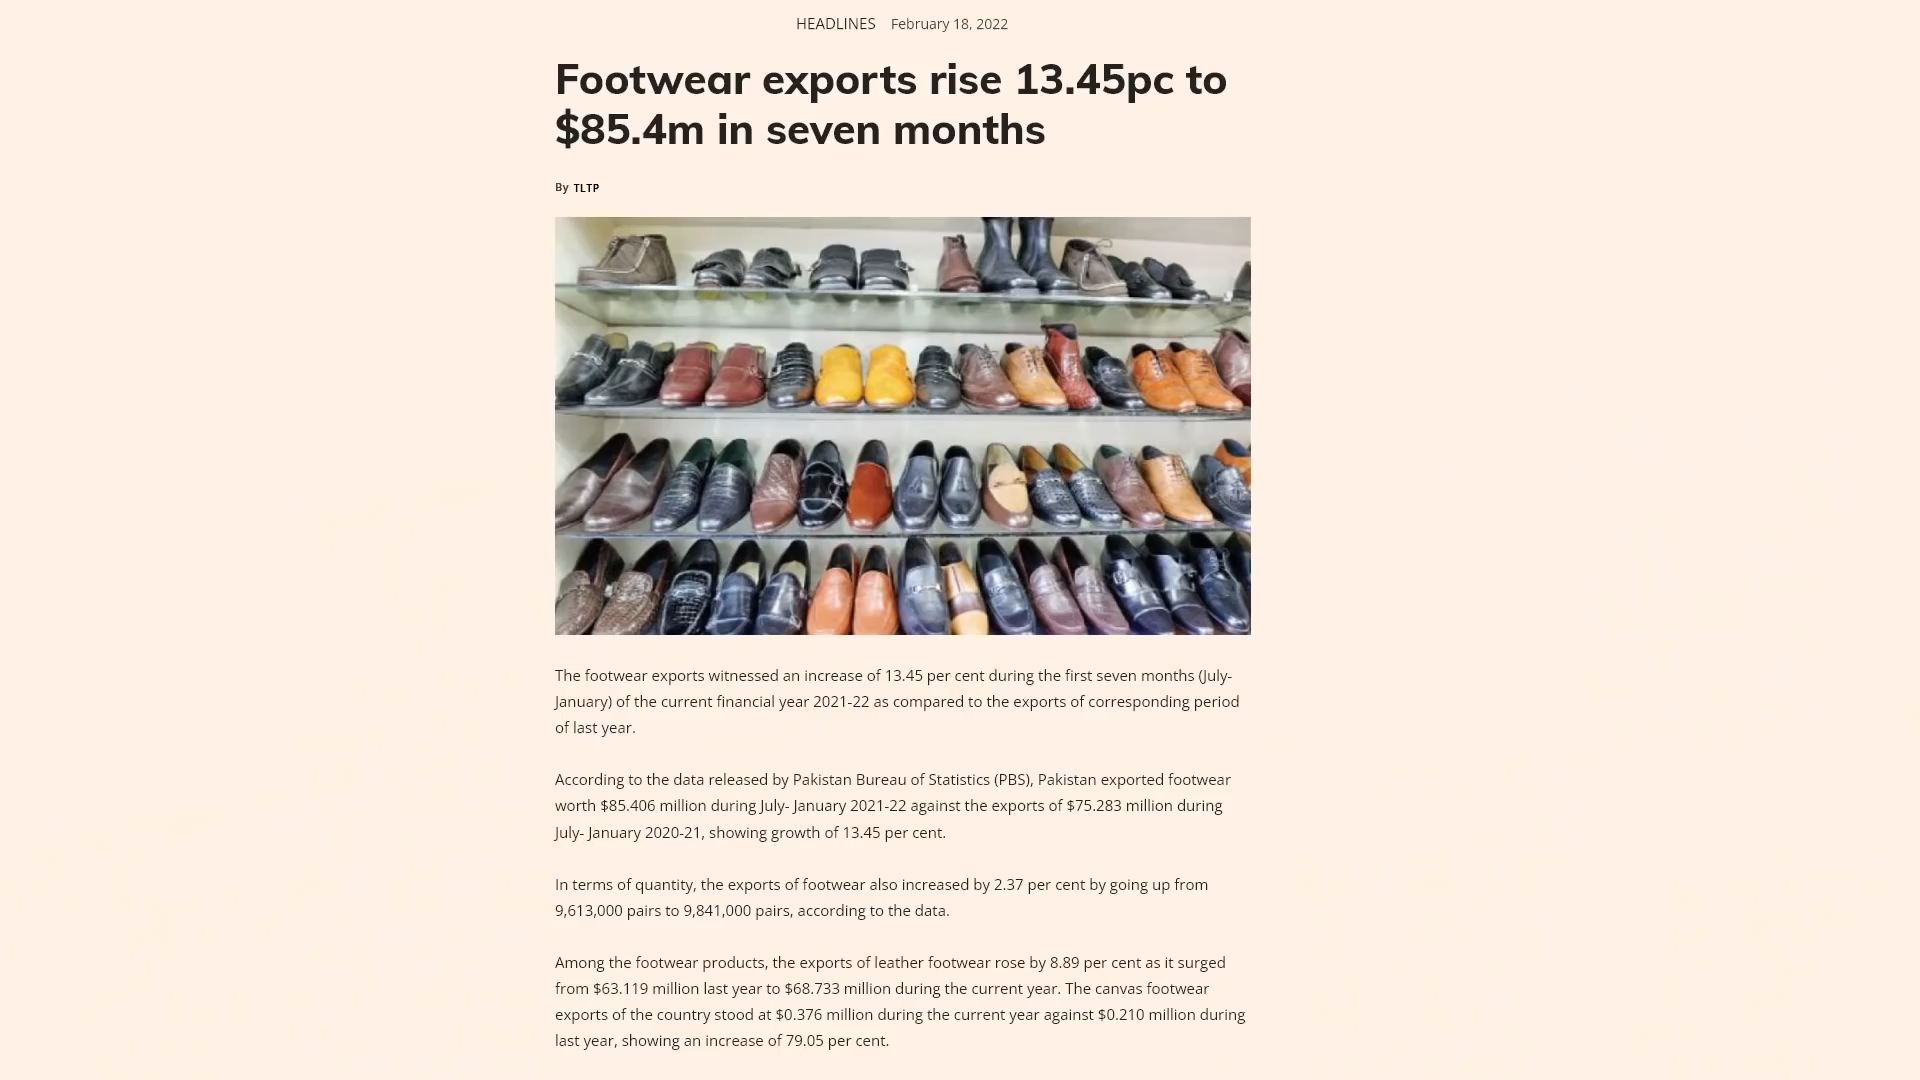 HEADLINES February 18, 2022
Footwear exports rise 13.45pc to
$85.4m in seven months
By TLTP
The footwear exports witnessed an increase of 13.45 per cent during the first seven months (July-
January) of the current financial year 2021-22 as compared to the exports of corresponding period
of last year.
According to the data released by Pakistan Bureau of Statistics (PBS), Pakistan exported footwear
worth $85.406 million during July- January 2021-22 against the exports of $75.283 million during
July- January 2020-21, showing growth of 13.45 per cent.
In terms of quantity, the exports of footwear also increased by 2.37 per cent by going up from
9,613,000 pairs to 9,841,000 pairs, according to the data.
Among the footwear products, the exports of leather footwear rose by 8.89 per cent as it surged
from $63.119 million last year to $68.733 million during the current year. The canvas footwear
exports of the country stood at $0.376 million during the current year against $0.210 million during
last year, showing an increase of 79.05 per cent.